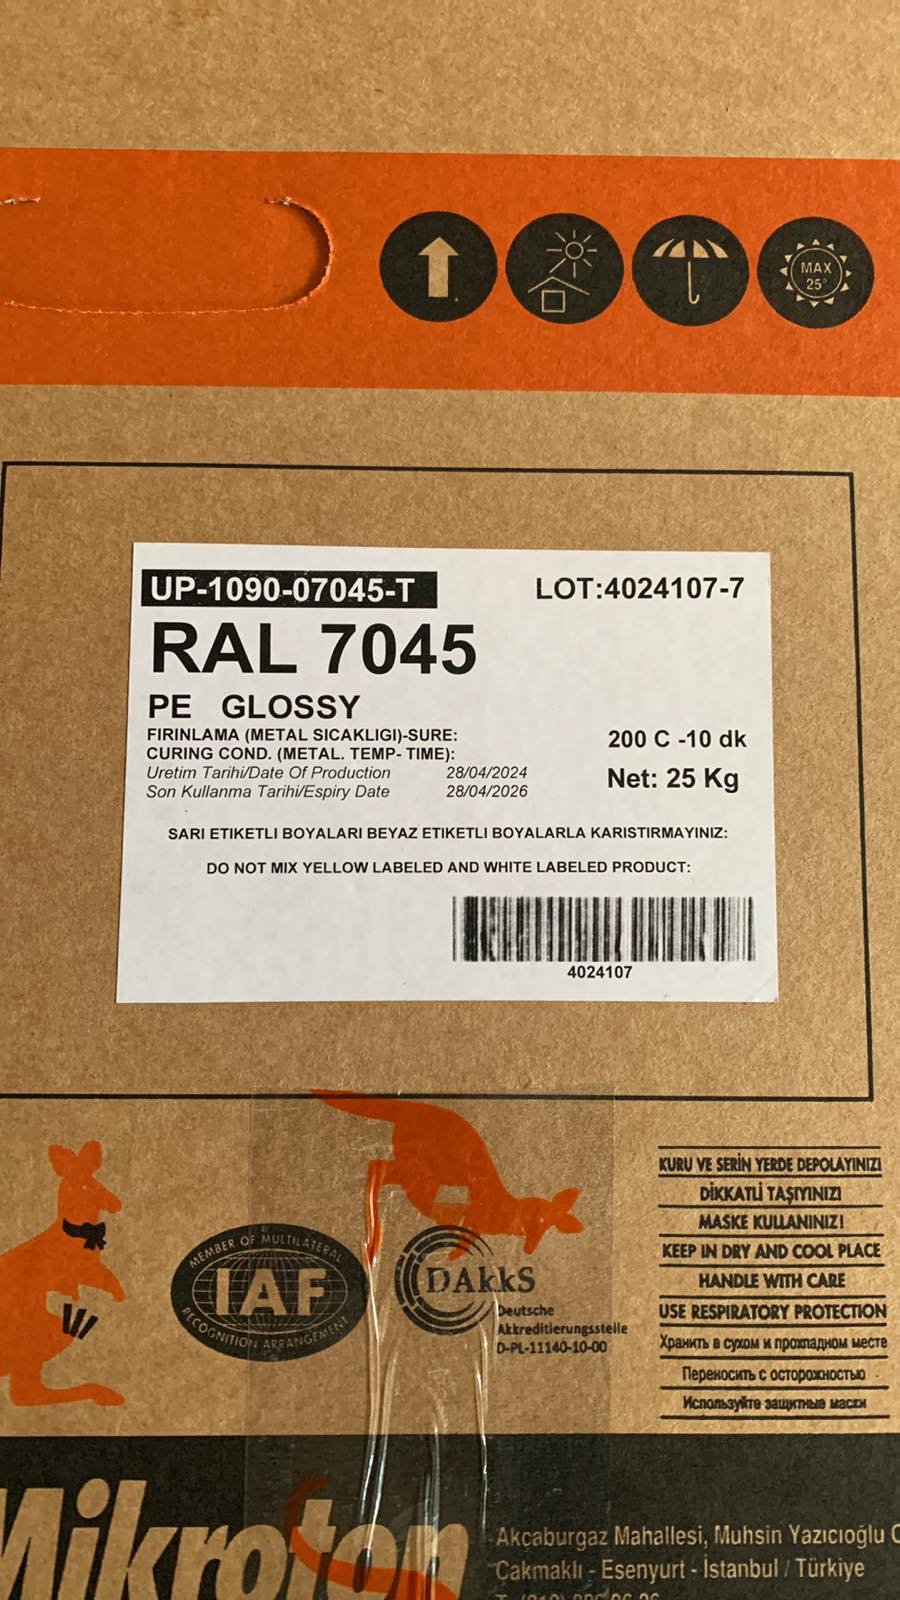 MAX
25°
UP-1090-07045-T
LOT:4024107-7
RAL 7045
PE GLOSSY
FIRINLAMA (METAL SICAKLIGI)-SURE:
CURING COND. (METAL. TEMP- TIME):
200 C -10 dk
Uretim Tarihi/Date Of Production 28/04/2024
Son Kullanma Tarihi/Espiry Date 28/04/2026
Net: 25 Kg
SARI ETIKETLI BOYALARI BEYAZ ETIKETLI BOYALARLA KARISTIRMAYINIZ:
DO NOT MIX YELLOW LABELED AND WHITE LABELED PRODUCT:
4024107
KURU VE SERİN YERDE DEPOLAYINIZI
DİKKATLİ TAŞIYINIZI
MASKE KULLANINIZ!
KEEP IN DRY AND COOL PLACE
HANDLE WITH CARE
USE RESPIRATORY PROTECTION
Хранить в сухом и прохладном месте
Переносить с осторожностью
Используйте защитные маски
MEMBER OF MULTILATERAL
IAF
RECOGNITION ARRANGEMENT
DAkkS
Deutsche
Akkreditierungsstelle
D-PL-11140-10-00
Mikroton
Akçaburgaz Mahallesi, Muhsin Yazıcıoğlu
Çakmaklı - Esenyurt - İstanbul / Türkiye